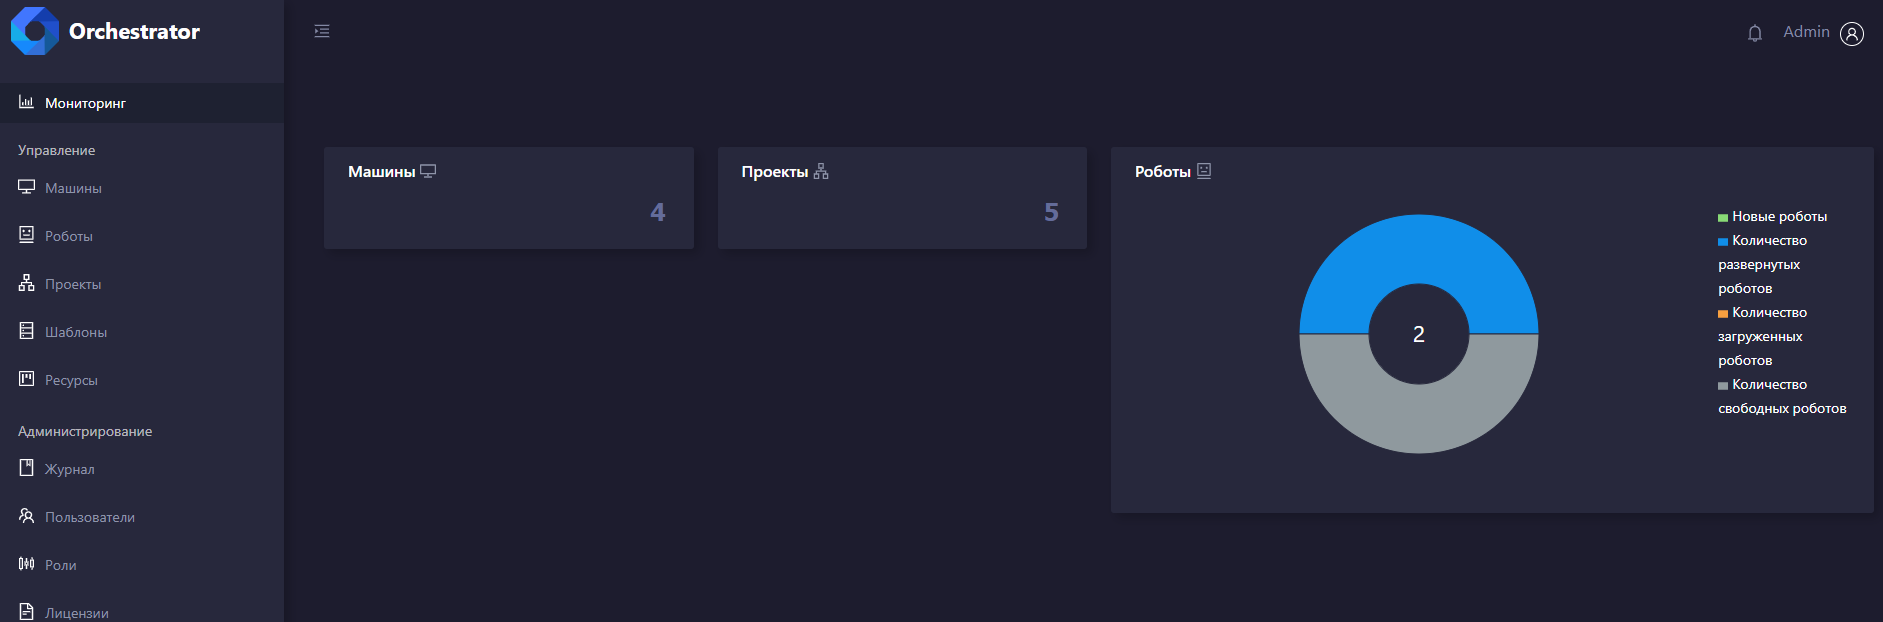 Orchestrator
Admin
Мониторинг
Управление
Машины
Роботы
Проекты
Шаблоны
Ресурсы
Администрирование
Журнал
Пользователи
Роли
Лицензии
Машины
4
Проекты
5
Роботы
2
Новые роботы
Количество
развернутых
роботов
Количество
загруженных
роботов
Количество
свободных роботов